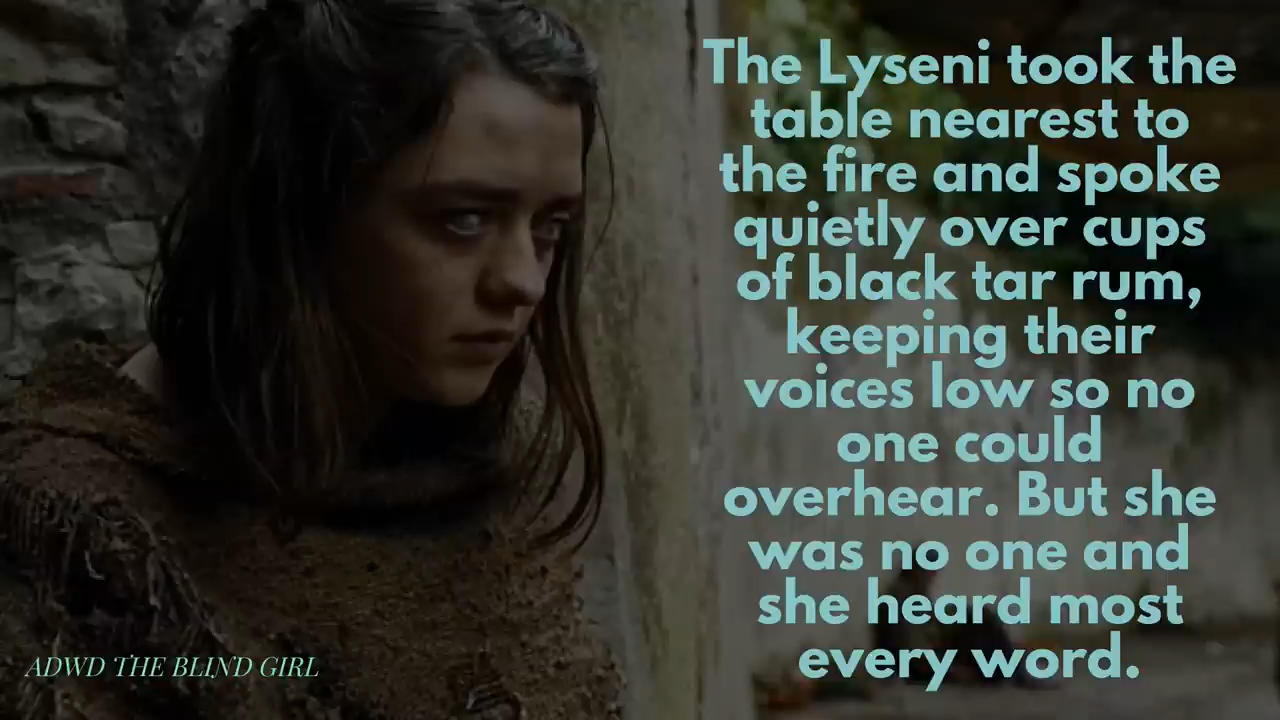 The Lyseni took the
table nearest to
the fire and spoke
quietly over cups
of black tar rum,
keeping their
voices low so no
one could
overhear. But she
was no one and
she heard most
every word.
ADWD THE BLIND GIRL